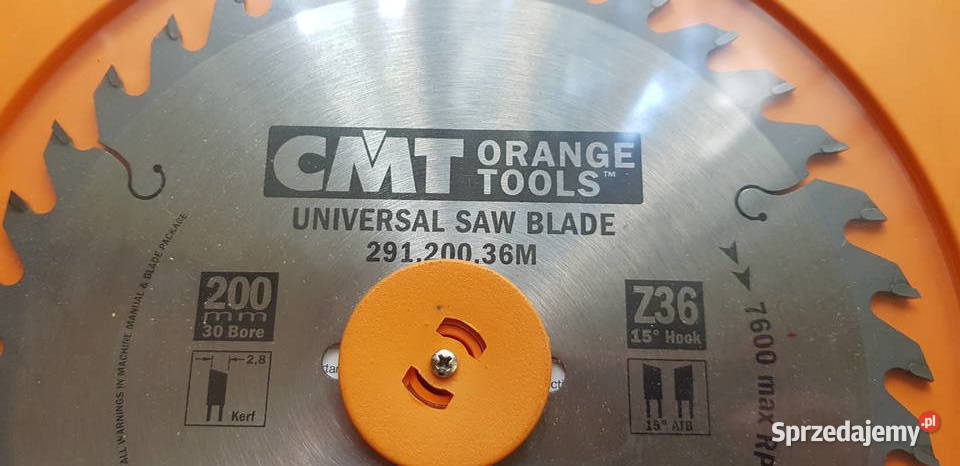 CMT ORANGE
TOOLS™
UNIVERSAL SAW BLADE
291.200.36M
200
mm
30 Bore
2,8
Kerf
Z36
15° Hook
15° ATB
7600 max RP
ALL WARNINGS IN MACHINE MANUAL & BLADE PACKAGE
Sprzedajemy.pl